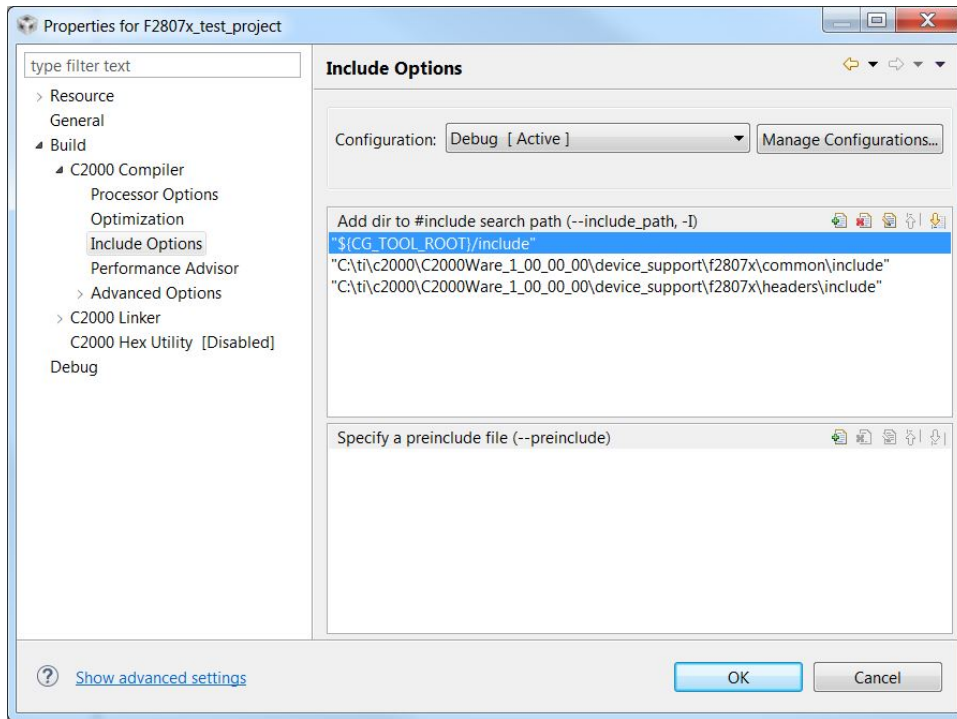 Properties for F2807x_test_project
type filter text
Resource
General
Build
C2000 Compiler
Processor Options
Optimization
Include Options
Performance Advisor
Advanced Options
C2000 Linker
C2000 Hex Utility [Disabled]
Debug
Include Options
Configuration: Debug [ Active ] Manage Configurations...
Add dir to #include search path (--include_path, -I)
"${CG_TOOL_ROOT}/include"
"C:\ti\c2000\C2000Ware_1_00_00_00\device_support\f2807x\common\include"
"C:\ti\c2000\C2000Ware_1_00_00_00\device_support\f2807x\headers\include"
Specify a preinclude file (--preinclude)
? Show advanced settings OK Cancel